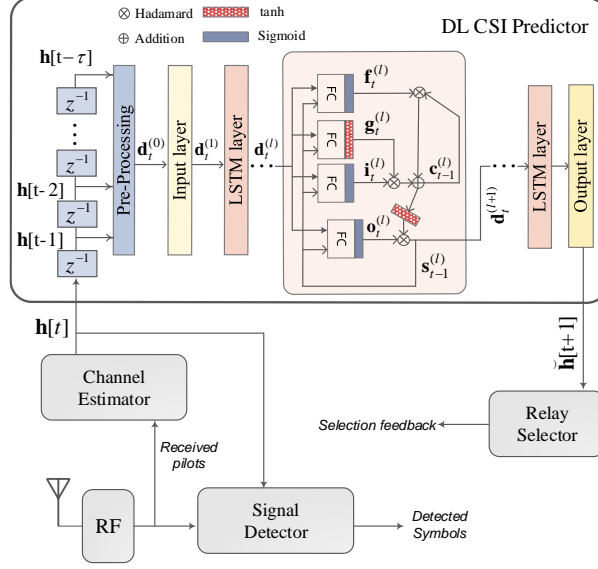 ⊗ Hadamard tanh
⊕ Addition Sigmoid
DL CSI Predictor
h[t−τ]
z⁻¹
z⁻¹
h[t-2]
z⁻¹
h[t-1]
z⁻¹
Pre-Processing
d_t^(0)
Input layer
d_t^(1)
LSTM layer
d_t^(l)
FC
f_t^(l)
FC
g_t^(l)
FC
i_t^(l)
c_{t−1}^(l)
FC
o_t^(l)
s_{t−1}^(l)
d_t^(l+1)
LSTM layer
Output layer
h[t]
ȟ[t+1]
Channel
Estimator
Relay
Selector
Selection feedback
Received
pilots
RF
Signal
Detector
Detected
Symbols